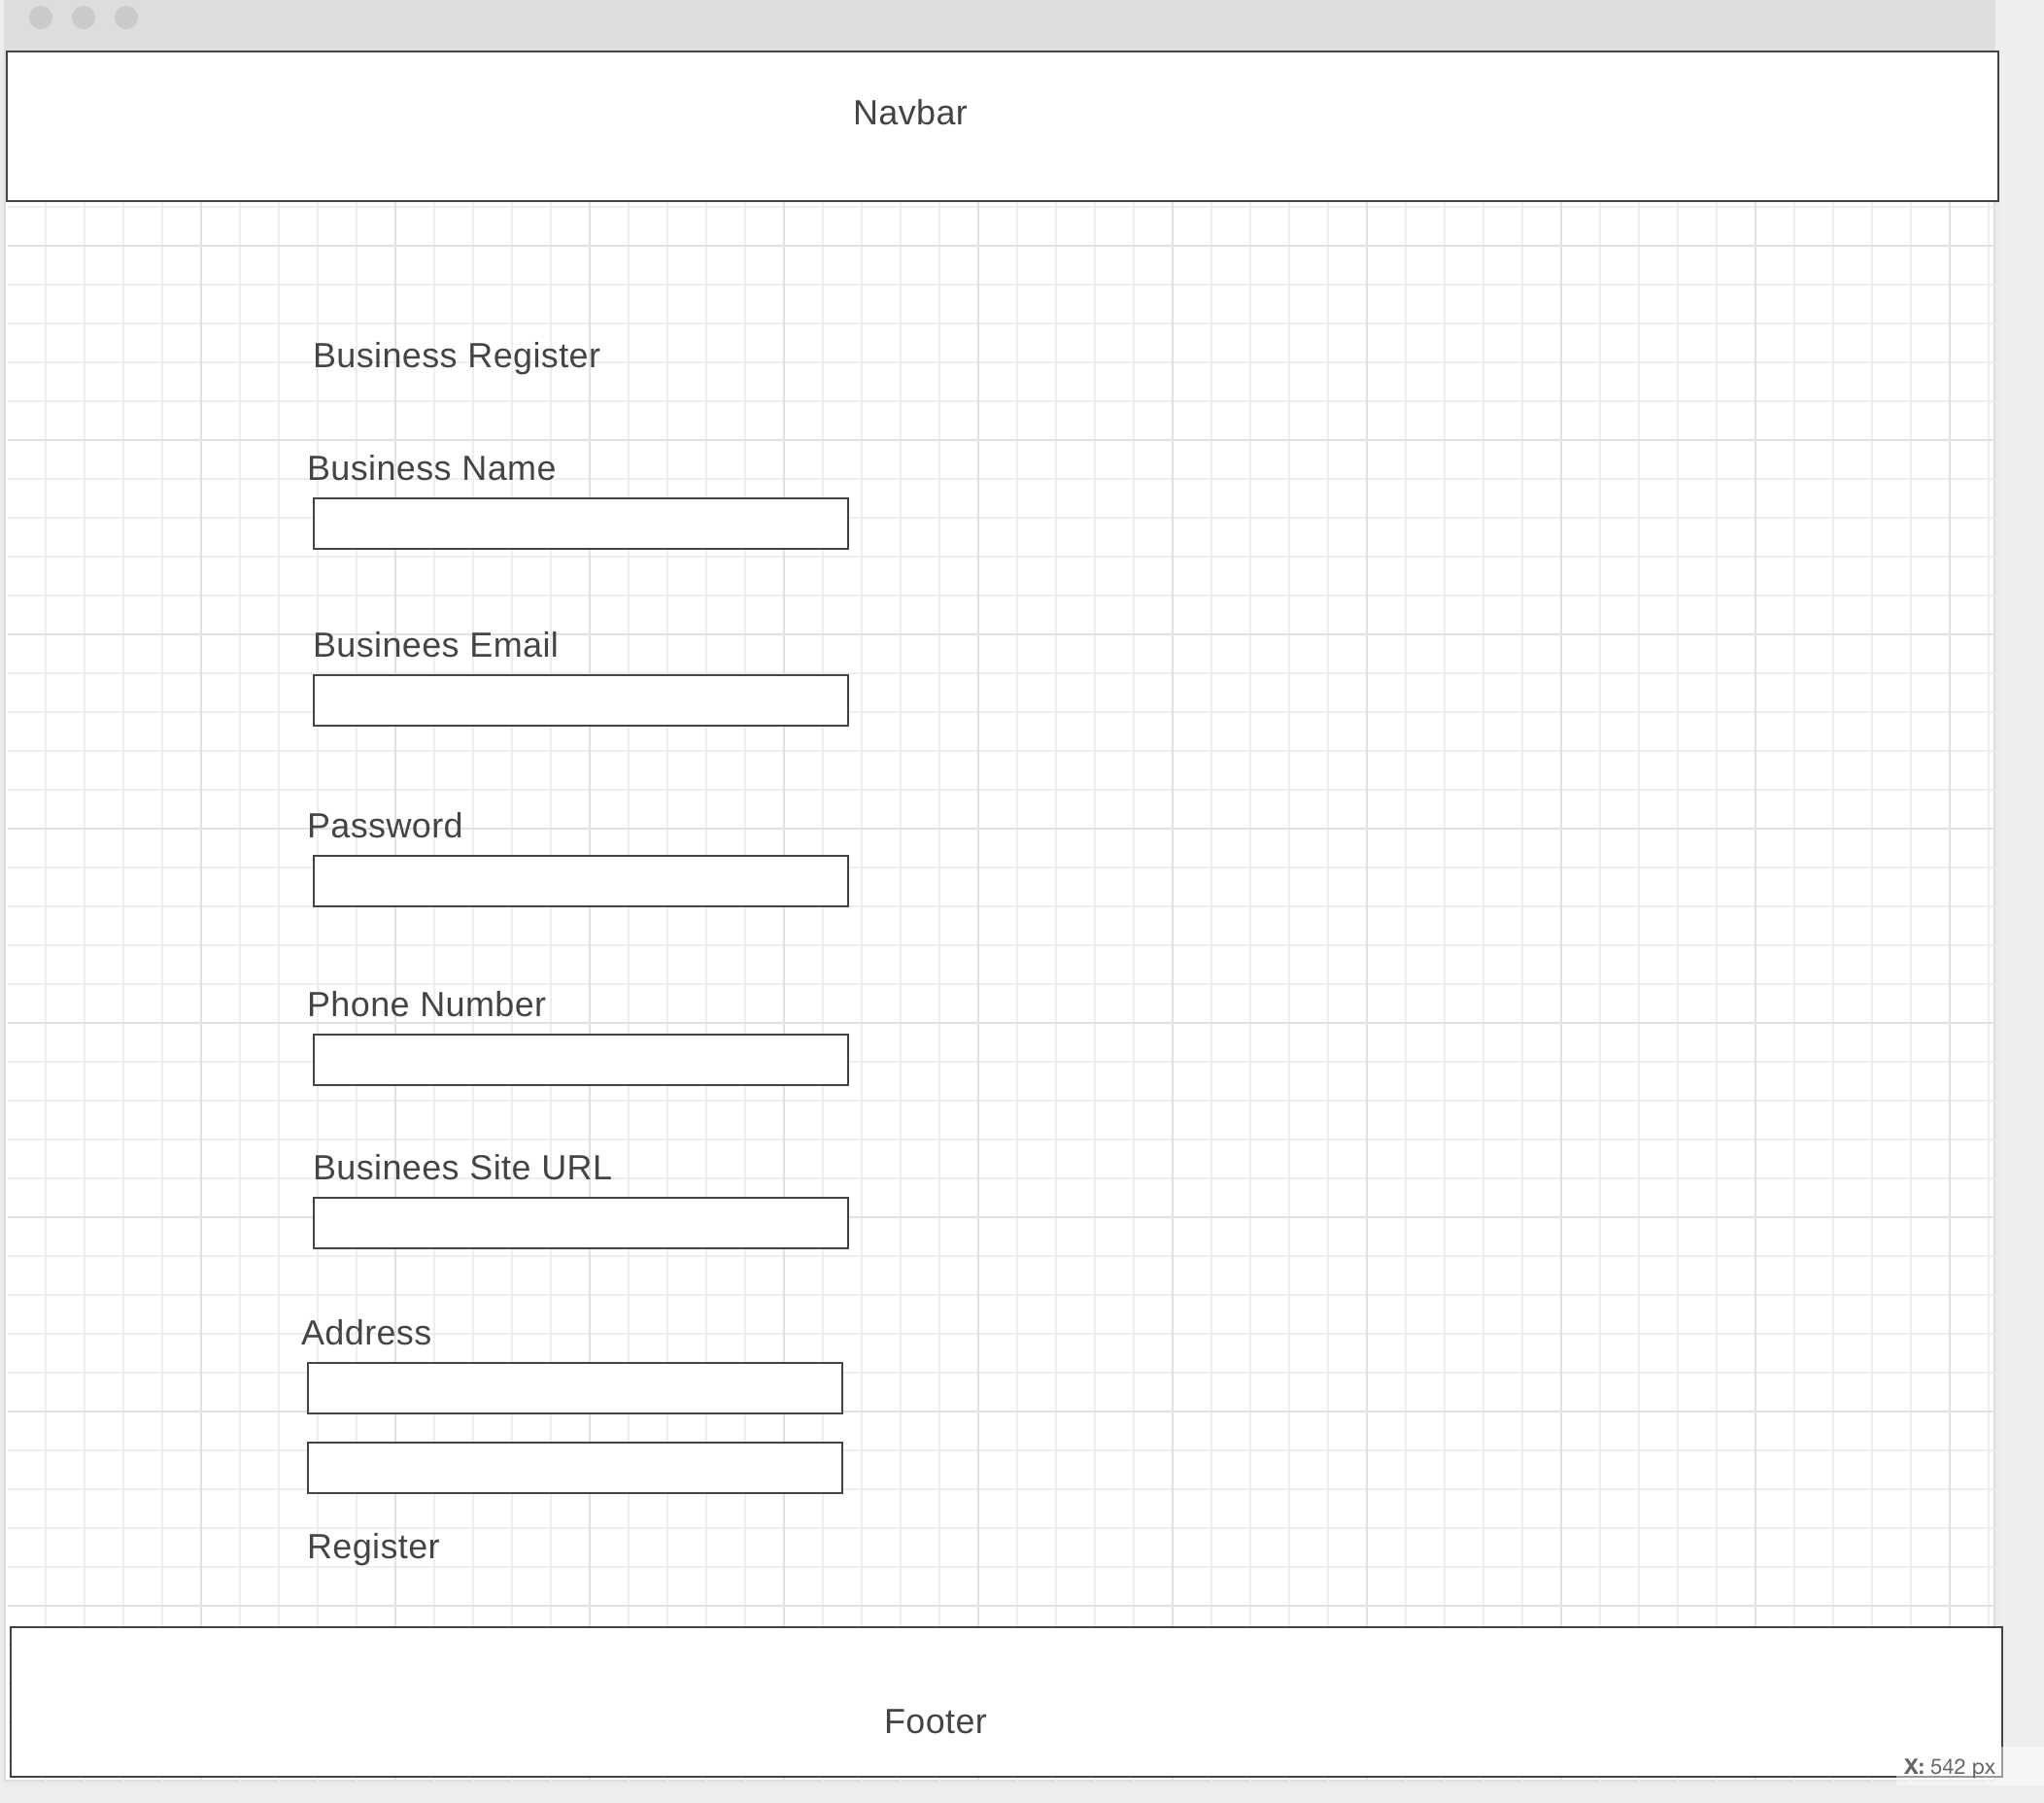 Navbar
Business Register
Business Name
Businees Email
Password
Phone Number
Businees Site URL
Address
Register
Footer
X: 542 px